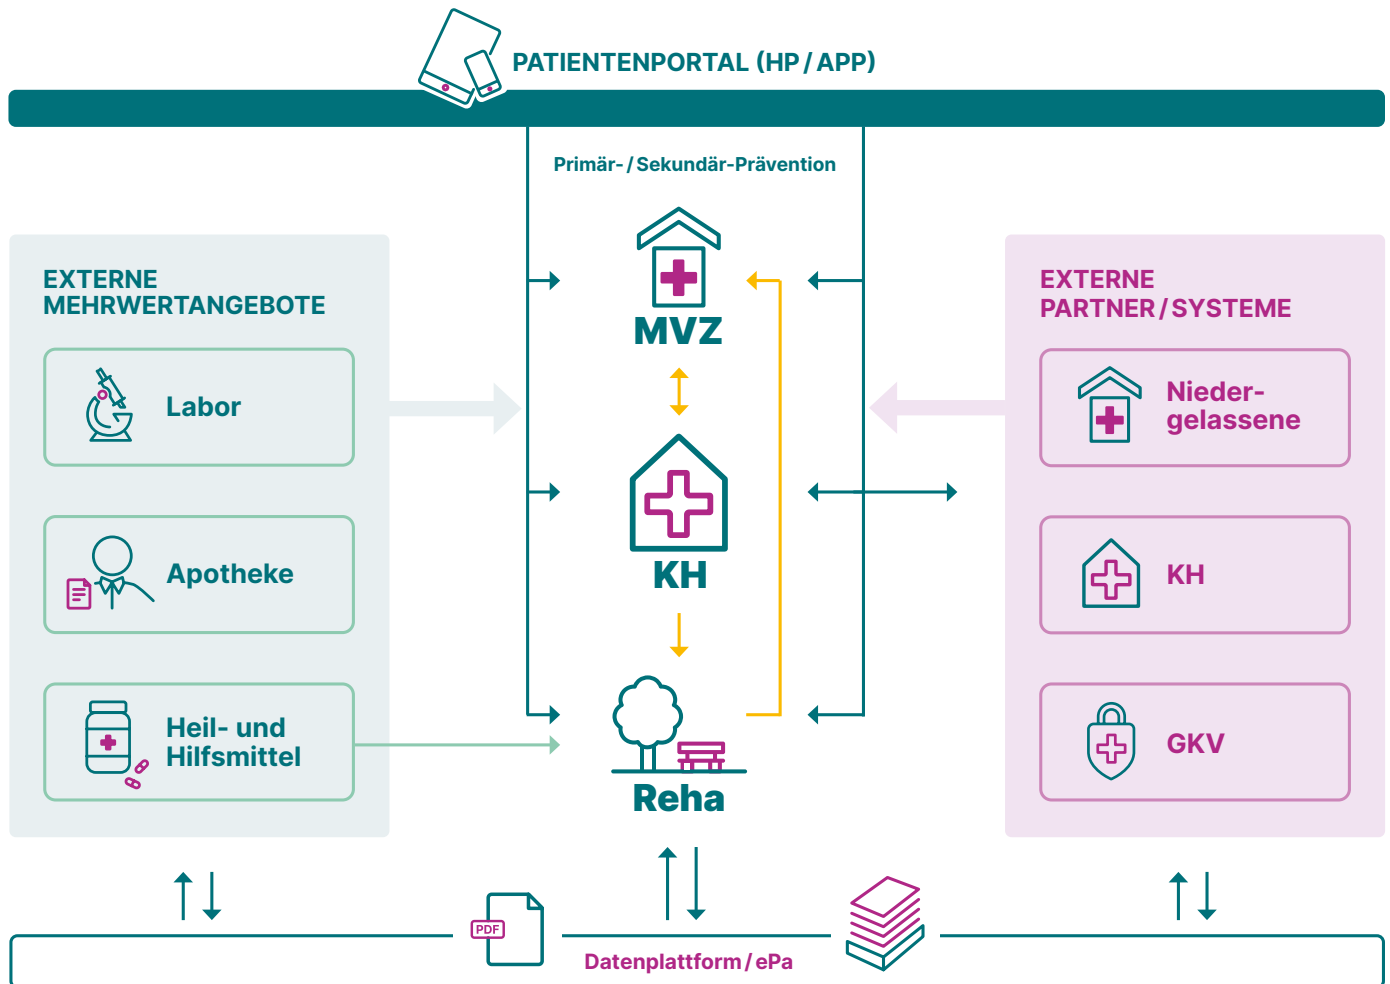 PATIENTENPORTAL (HP / APP)
Primär- / Sekundär-Prävention
EXTERNE
MEHRWERTANGEBOTE
Labor
Apotheke
Heil- und
Hilfsmittel
MVZ
KH
Reha
EXTERNE
PARTNER / SYSTEME
Nieder-
gelassene
KH
GKV
PDF
Datenplattform / ePa